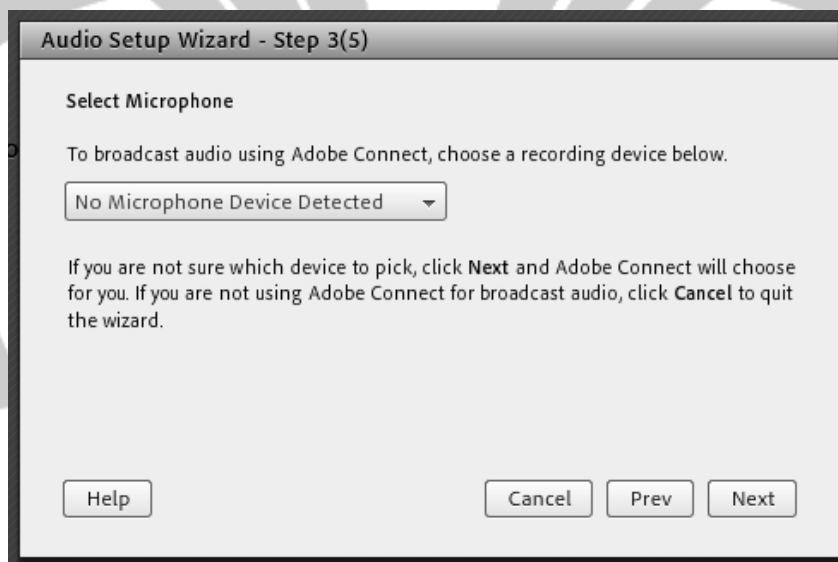 Audio Setup Wizard - Step 3(5)
Select Microphone
To broadcast audio using Adobe Connect, choose a recording device below.
No Microphone Device Detected
If you are not sure which device to pick, click Next and Adobe Connect will choose
for you. If you are not using Adobe Connect for broadcast audio, click Cancel to quit
the wizard.
Help Cancel Prev Next